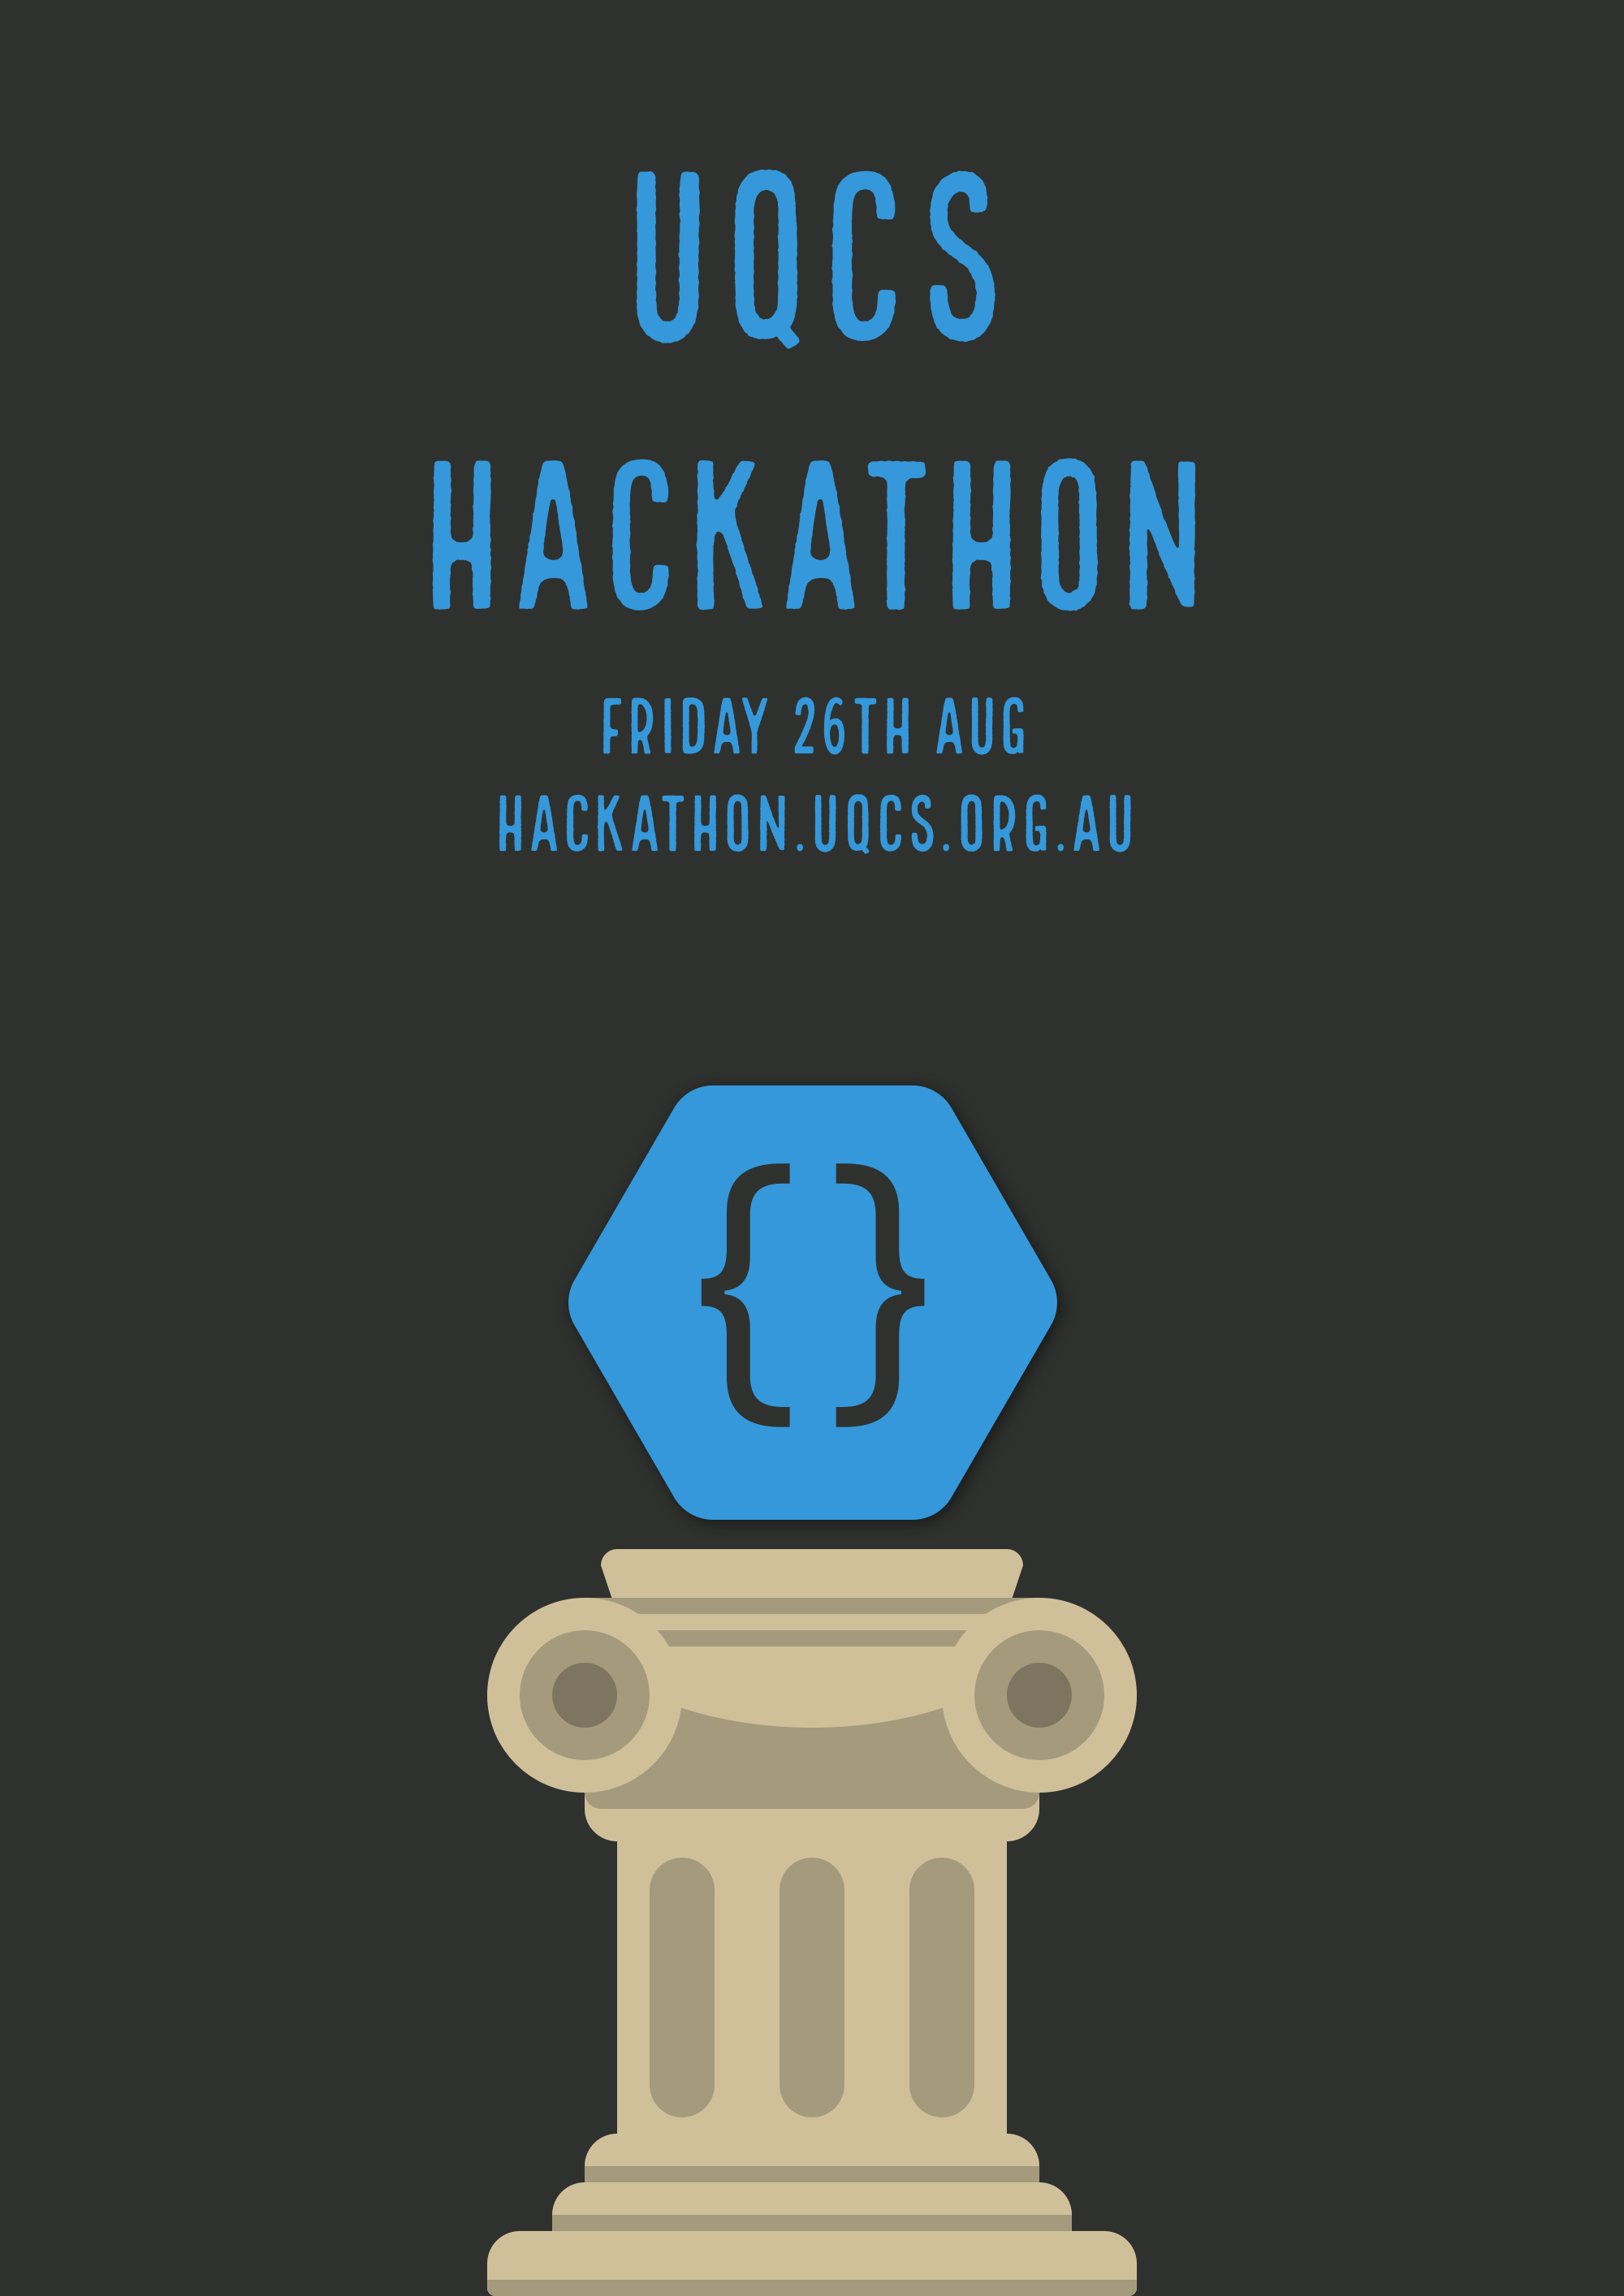 UQCS
HACKATHON
FRIDAY 26TH AUG
HACKATHON.UQCS.ORG.AU
{}